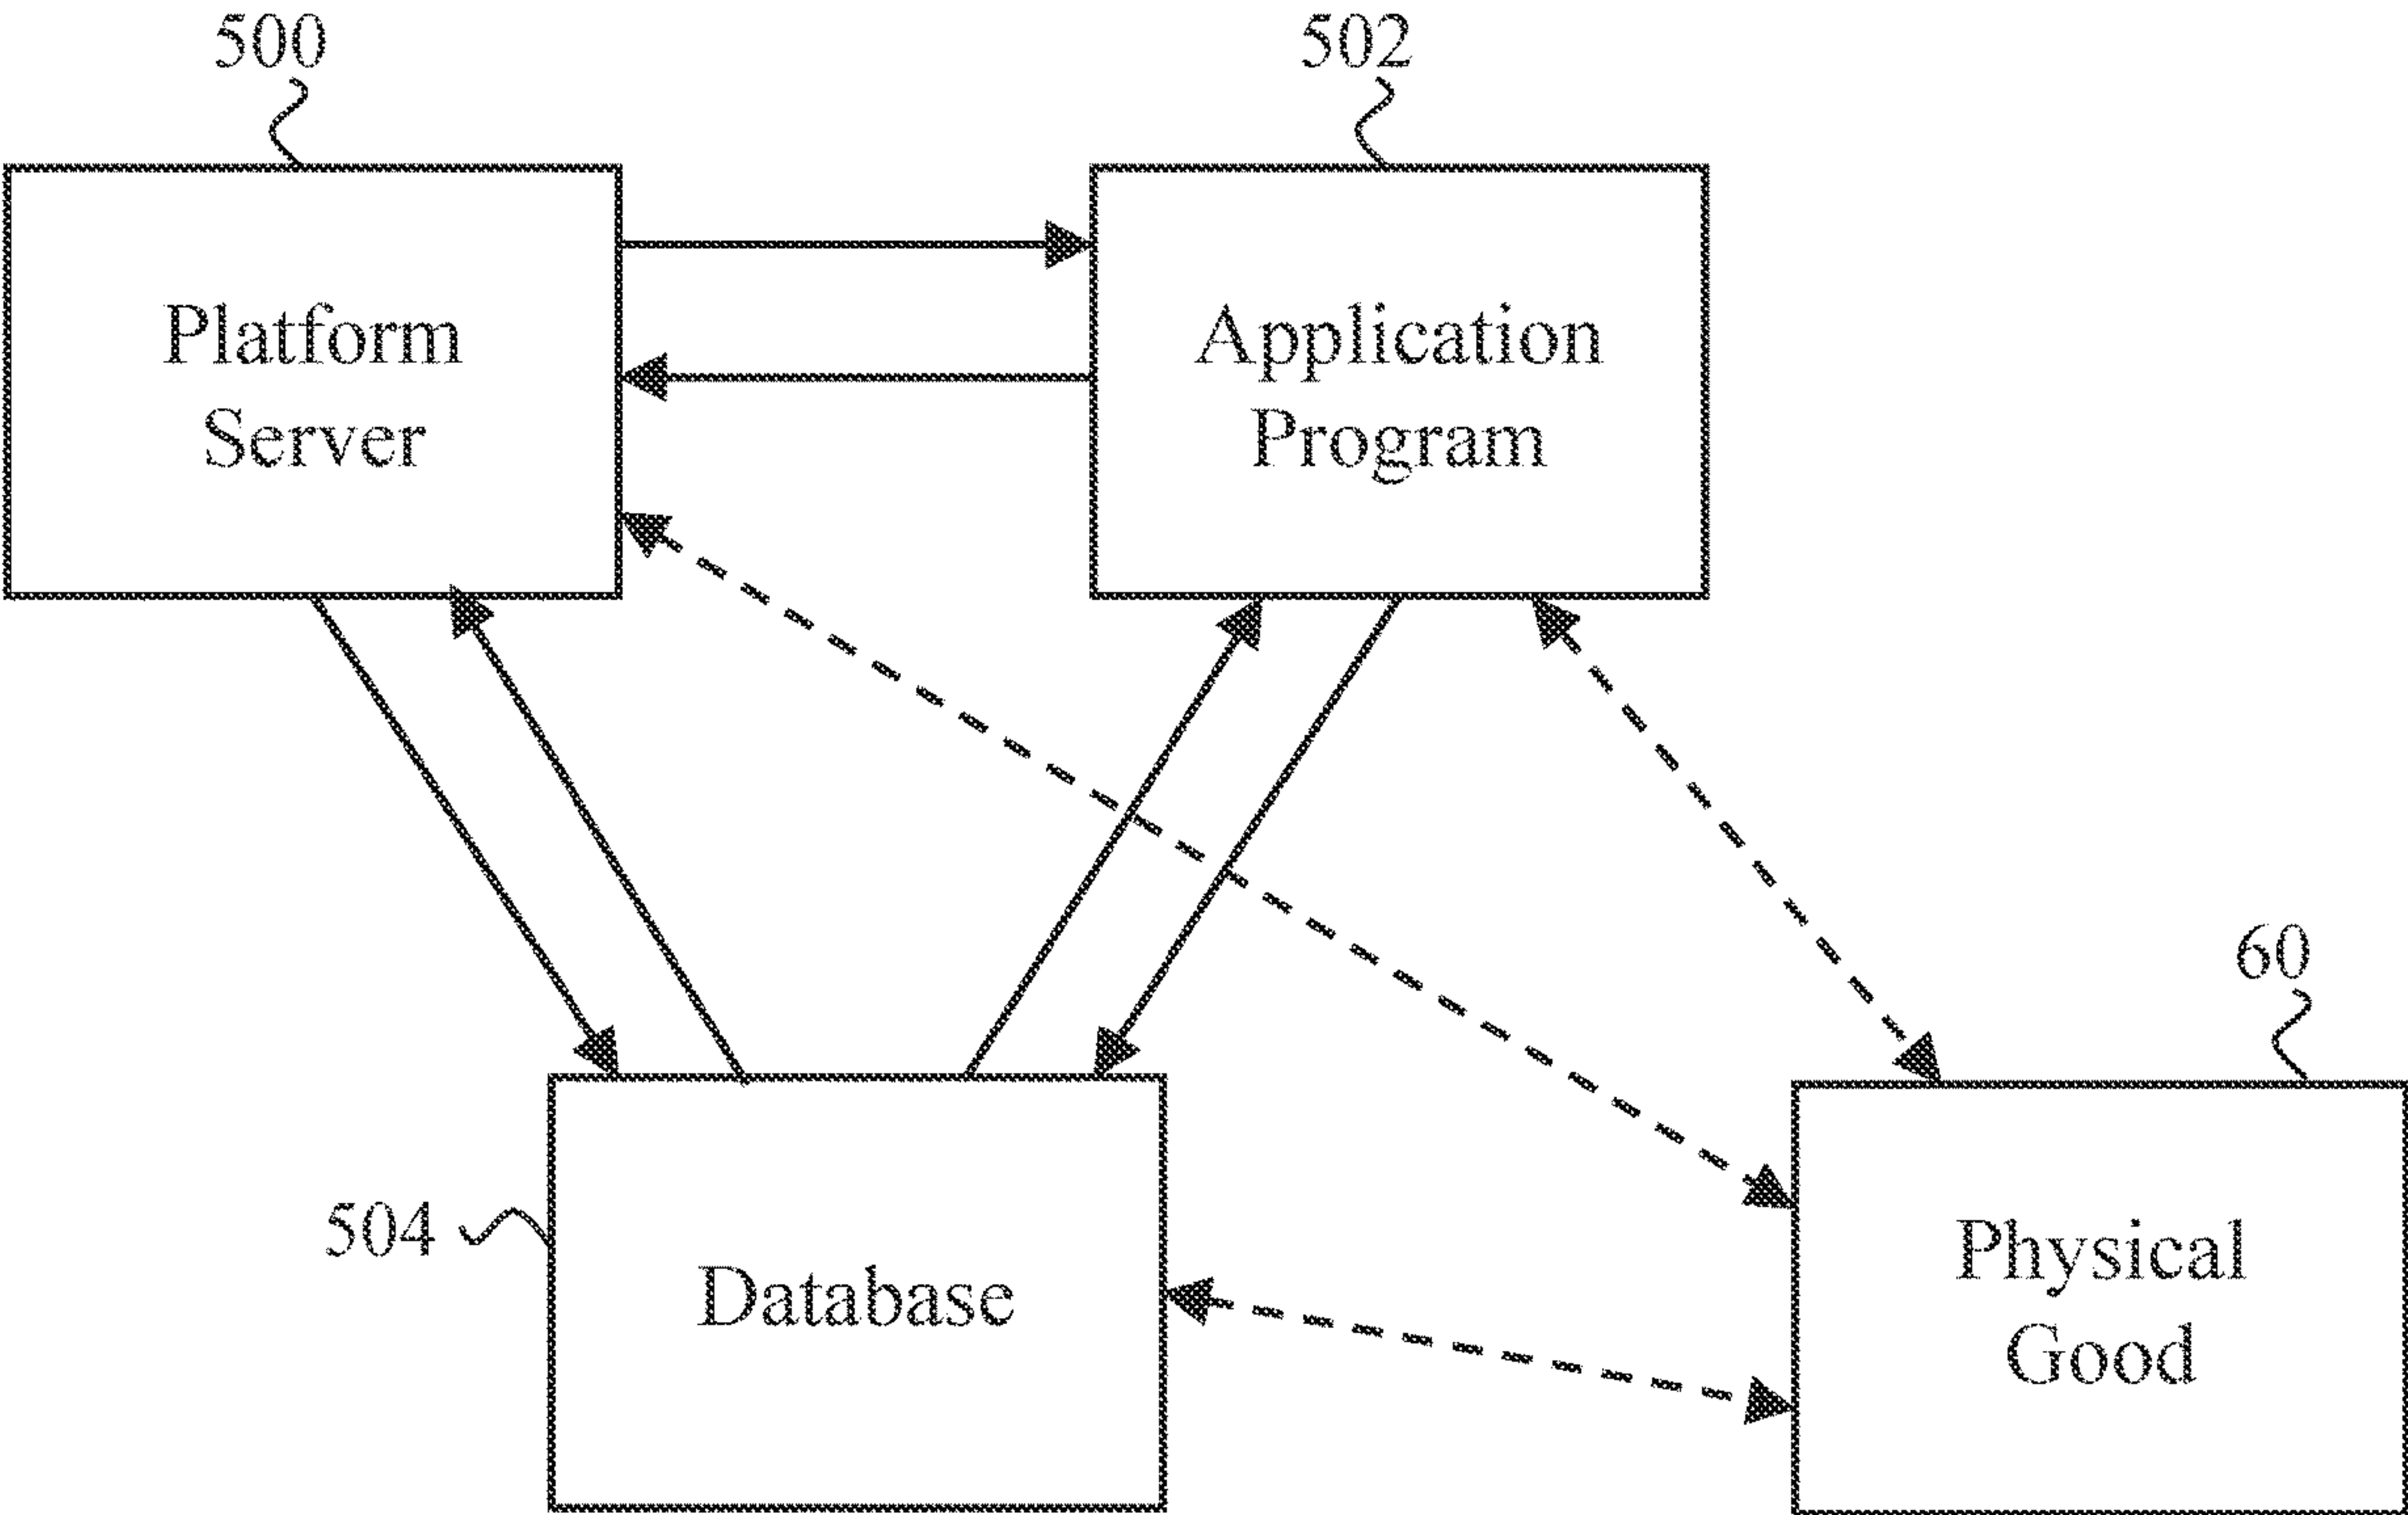 500
502
Platform
Server
Application
Program
60
504
Database
Physical
Good